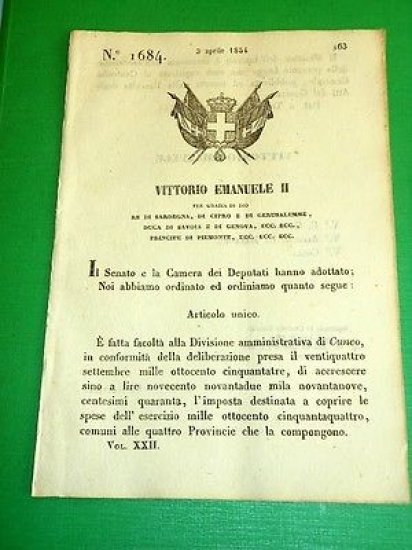 N.° 1684.
3 aprile 1854
163
VITTORIO EMANUELE II
PER GRAZIA DI DIO
RE DI SARDEGNA, DI CIPRO E DI GERUSALEMME,
DUCA DI SAVOIA E DI GENOVA, ECC. ECC.,
PRINCIPE DI PIEMONTE, ECC. ECC. ECC.
Il Senato e la Camera dei Deputati hanno adottato;
Noi abbiamo ordinato ed ordiniamo quanto segue:
Articolo unico.
È fatta facoltà alla Divisione amministrativa di Cuneo,
in conformità della deliberazione presa il ventiquattro
settembre mille ottocento cinquantatre, di accrescere
sino a lire novecento novantadue mila novantanove,
centesimi quaranta, l'imposta destinata a coprire le
spese dell'esercizio mille ottocento cinquantaquattro,
comuni alle quattro Provincie che la compongono.
Vol. XXII.